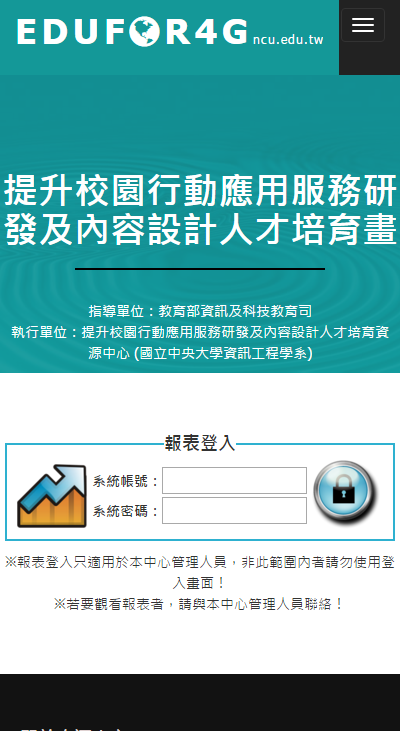 EDUFOR4G ncu.edu.tw
提升校園行動應用服務研
發及內容設計人才培育畫
指導單位：教育部資訊及科技教育司
執行單位：提升校園行動應用服務研發及內容設計人才培育資
源中心 (國立中央大學資訊工程學系)
報表登入
系統帳號：
系統密碼：
※報表登入只適用於本中心管理人員，非此範圍內者請勿使用登
入畫面！
※若要觀看報表者，請與本中心管理人員聯絡！